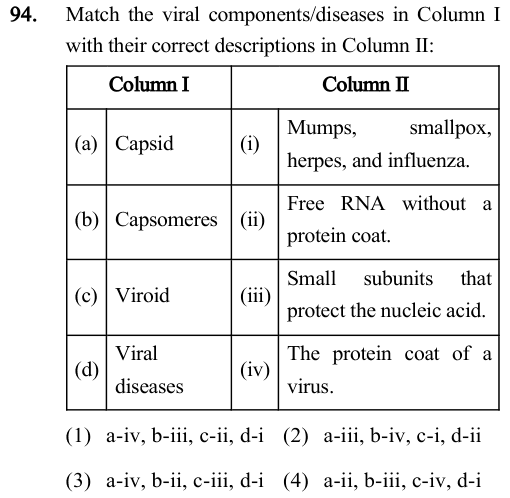 94. Match the viral components/diseases in Column I
with their correct descriptions in Column II:
Column I Column II
(a) Capsid (i) Mumps, smallpox,
herpes, and influenza.
(b) Capsomeres (ii) Free RNA without a
protein coat.
(c) Viroid (iii) Small subunits that
protect the nucleic acid.
(d) Viral
diseases (iv) The protein coat of a
virus.
(1) a-iv, b-iii, c-ii, d-i (2) a-iii, b-iv, c-i, d-ii
(3) a-iv, b-ii, c-iii, d-i (4) a-ii, b-iii, c-iv, d-i